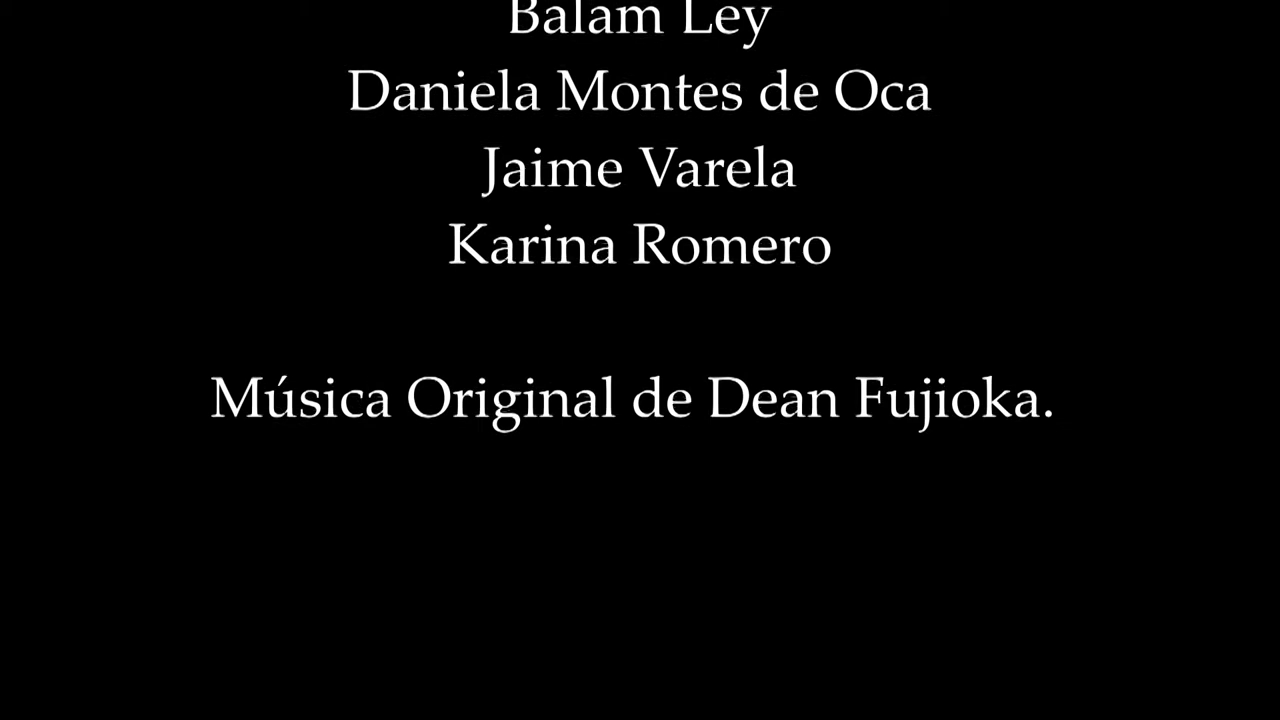 Balam Ley
Daniela Montes de Oca
Jaime Varela
Karina Romero
Música Original de Dean Fujioka.